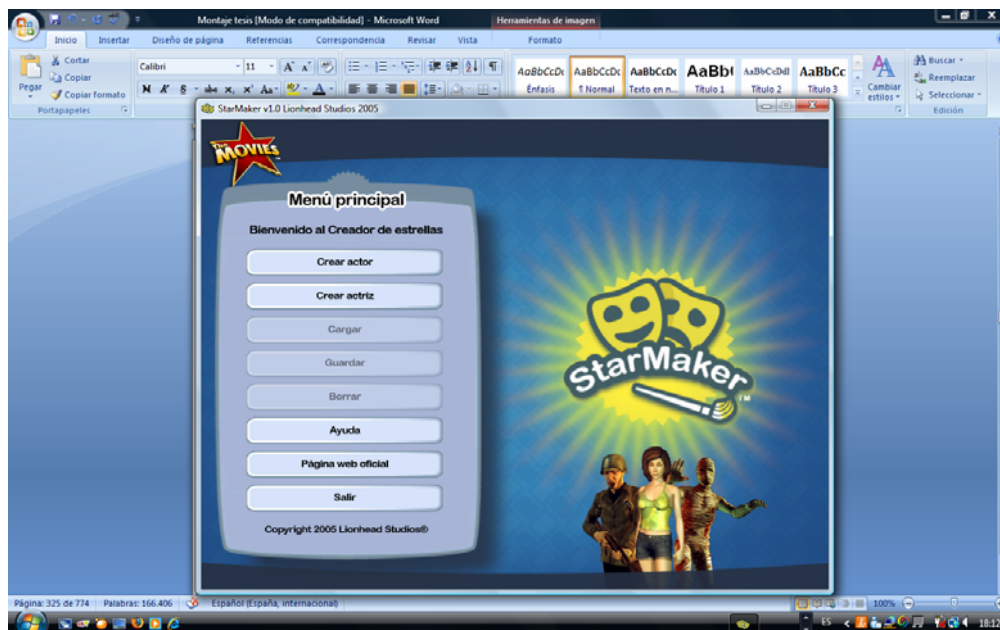 Montaje tesis [Modo de compatibilidad] - Microsoft Word
Herramientas de imagen
Inicio Insertar Diseño de página Referencias Correspondencia Revisar Vista Formato
Pegar
Cortar
Copiar
Copiar formato
Portapapeles
Calibri 11
AaBbCcDc AaBbCcDc AaBbCcDc AaBbI AaBbCcDdI AaBbCc
Énfasis ¶ Normal Texto en n... Título 1 Título 2 Título 3
Cambiar estilos
Buscar
Reemplazar
Seleccionar
Edición
StarMaker v1.0 Lionhead Studios 2005
THE MOVIES
Menú principal
Bienvenido al Creador de estrellas
Crear actor
Crear actriz
Cargar
Guardar
Borrar
Ayuda
Página web oficial
Salir
Copyright 2005 Lionhead Studios®
StarMaker™
Página: 325 de 774 Palabras: 166.406 Español (España, internacional) 100%
ES 18:12